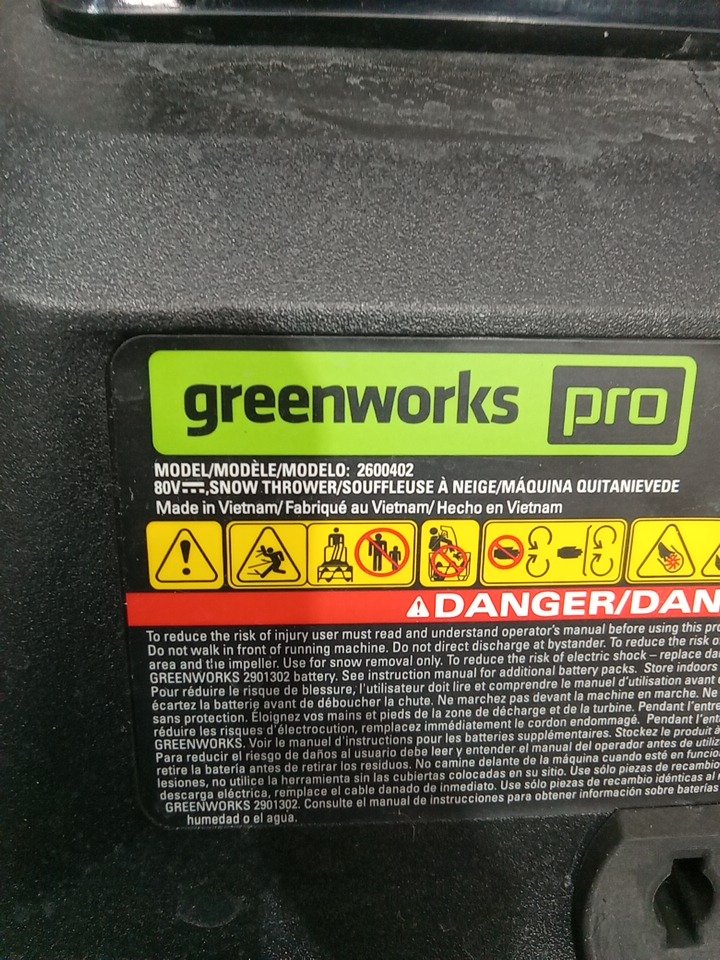 greenworks pro
MODEL/MODÈLE/MODELO: 2600402
80V⎓,SNOW THROWER/SOUFFLEUSE À NEIGE/MÁQUINA QUITANIEVEDE
Made in Vietnam/ Fabriqué au Vietnam/ Hecho en Vietnam
⚠DANGER/DAN
To reduce the risk of injury user must read and understand operator's manual before using this pro
Do not walk in front of running machine. Do not direct discharge at bystander. To reduce the risk o
area and the impeller. Use for snow removal only. To reduce the risk of electric shock – replace da
GREENWORKS 2901302 battery. See instruction manual for additional battery packs. Store indoors
Pour réduire le risque de blessure, l'utilisateur doit lire et comprendre le manuel d'utilisation avant
écartez la batterie avant de déboucher la chute. Ne marchez pas devant la machine en marche. Ne
sans protection. Éloignez vos mains et pieds de la zone de décharge et de la turbine. Pendant l'entre
réduire les risques d'électrocution, remplacez immédiatement le cordon endommagé. Pendant l'ent
GREENWORKS. Voir le manuel d'instructions pour les batteries supplémentaires. Stockez le produit à
Para reducir el riesgo de daños al usuario debe leer y entender el manual del operador antes de utiliz
retire la batería antes de retirar los residuos. No camine delante de la máquina cuando esté en funcio
lesiones, no utilice la herramienta sin las cubiertas colocadas en su sitio. Use sólo piezas de recambio
descarga eléctrica, remplace el cable danado de inmediato. Use sólo piezas de recambio idénticas al
GREENWORKS 2901302. Consulte el manual de instrucciones para obtener información sobre baterías
humedad o el agua.